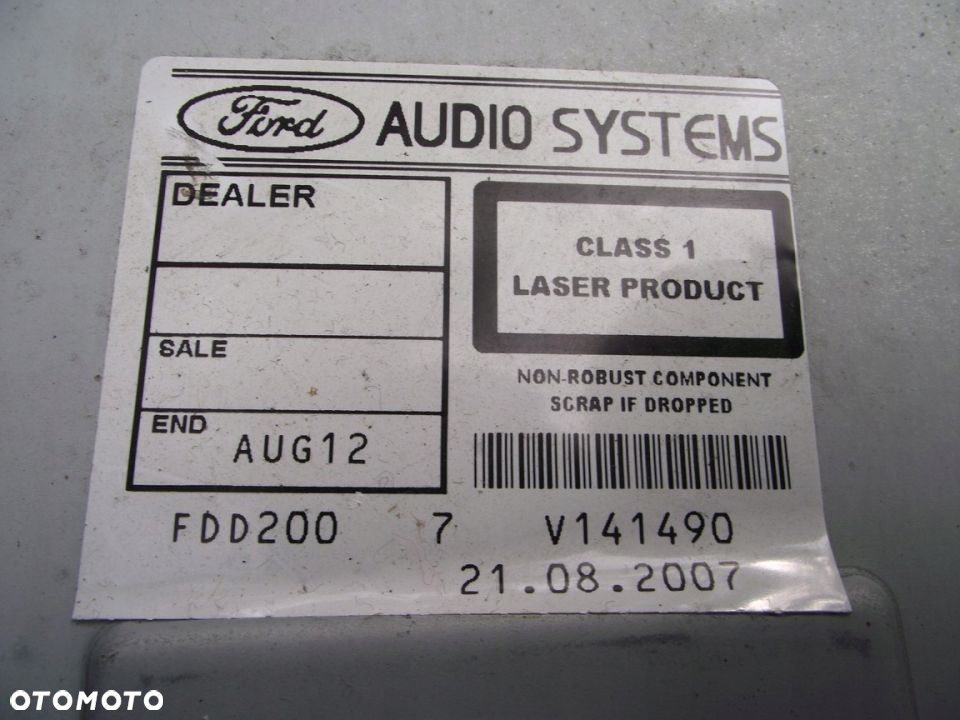 Ford AUDIO SYSTEMS
DEALER
SALE
END AUG12
CLASS 1
LASER PRODUCT
NON-ROBUST COMPONENT
SCRAP IF DROPPED
FDD200 7 V141490
21.08.2007
OTOMOTO